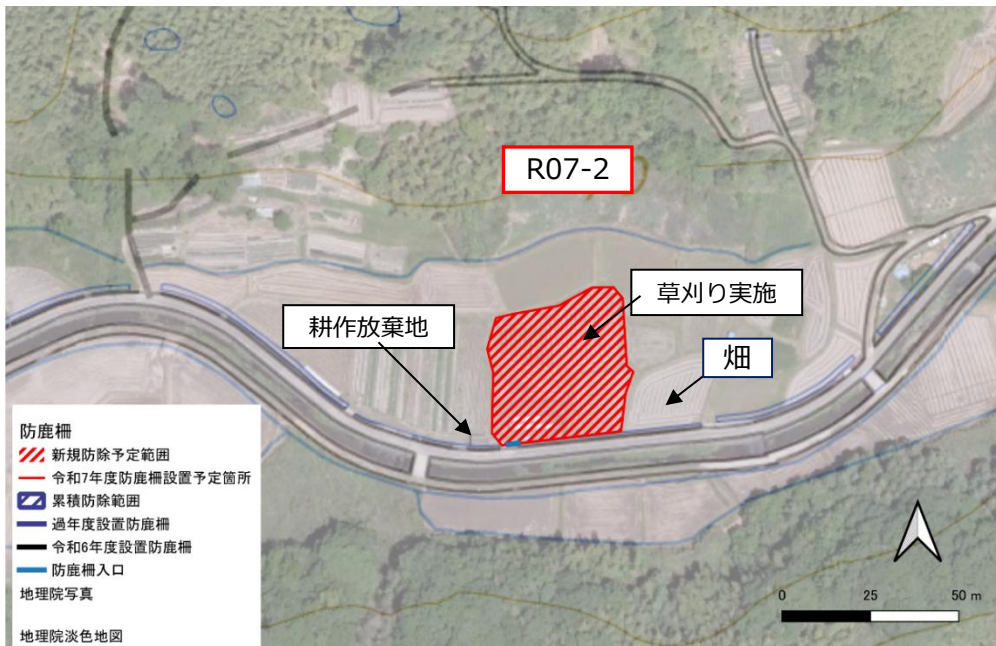 R07-2
草刈り実施
耕作放棄地
畑
防鹿柵
新規防除予定範囲
令和7年度防鹿柵設置予定箇所
累積防除範囲
過年度設置防鹿柵
令和6年度設置防鹿柵
防鹿柵入口
地理院写真
地理院淡色地図
0 25 50 m